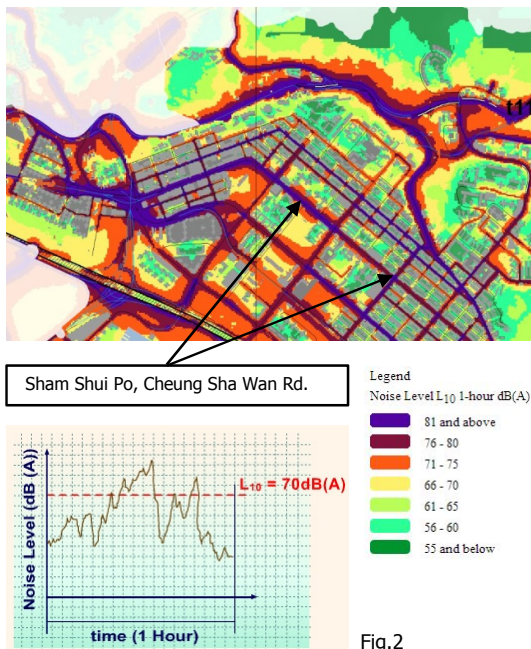 Sham Shui Po, Cheung Sha Wan Rd.
Legend
Noise Level L₁₀ 1-hour dB(A)
81 and above
76 - 80
71 - 75
66 - 70
61 - 65
56 - 60
55 and below
Noise Level (dB (A))
L₁₀ = 70dB(A)
time (1 Hour)
Fig.2